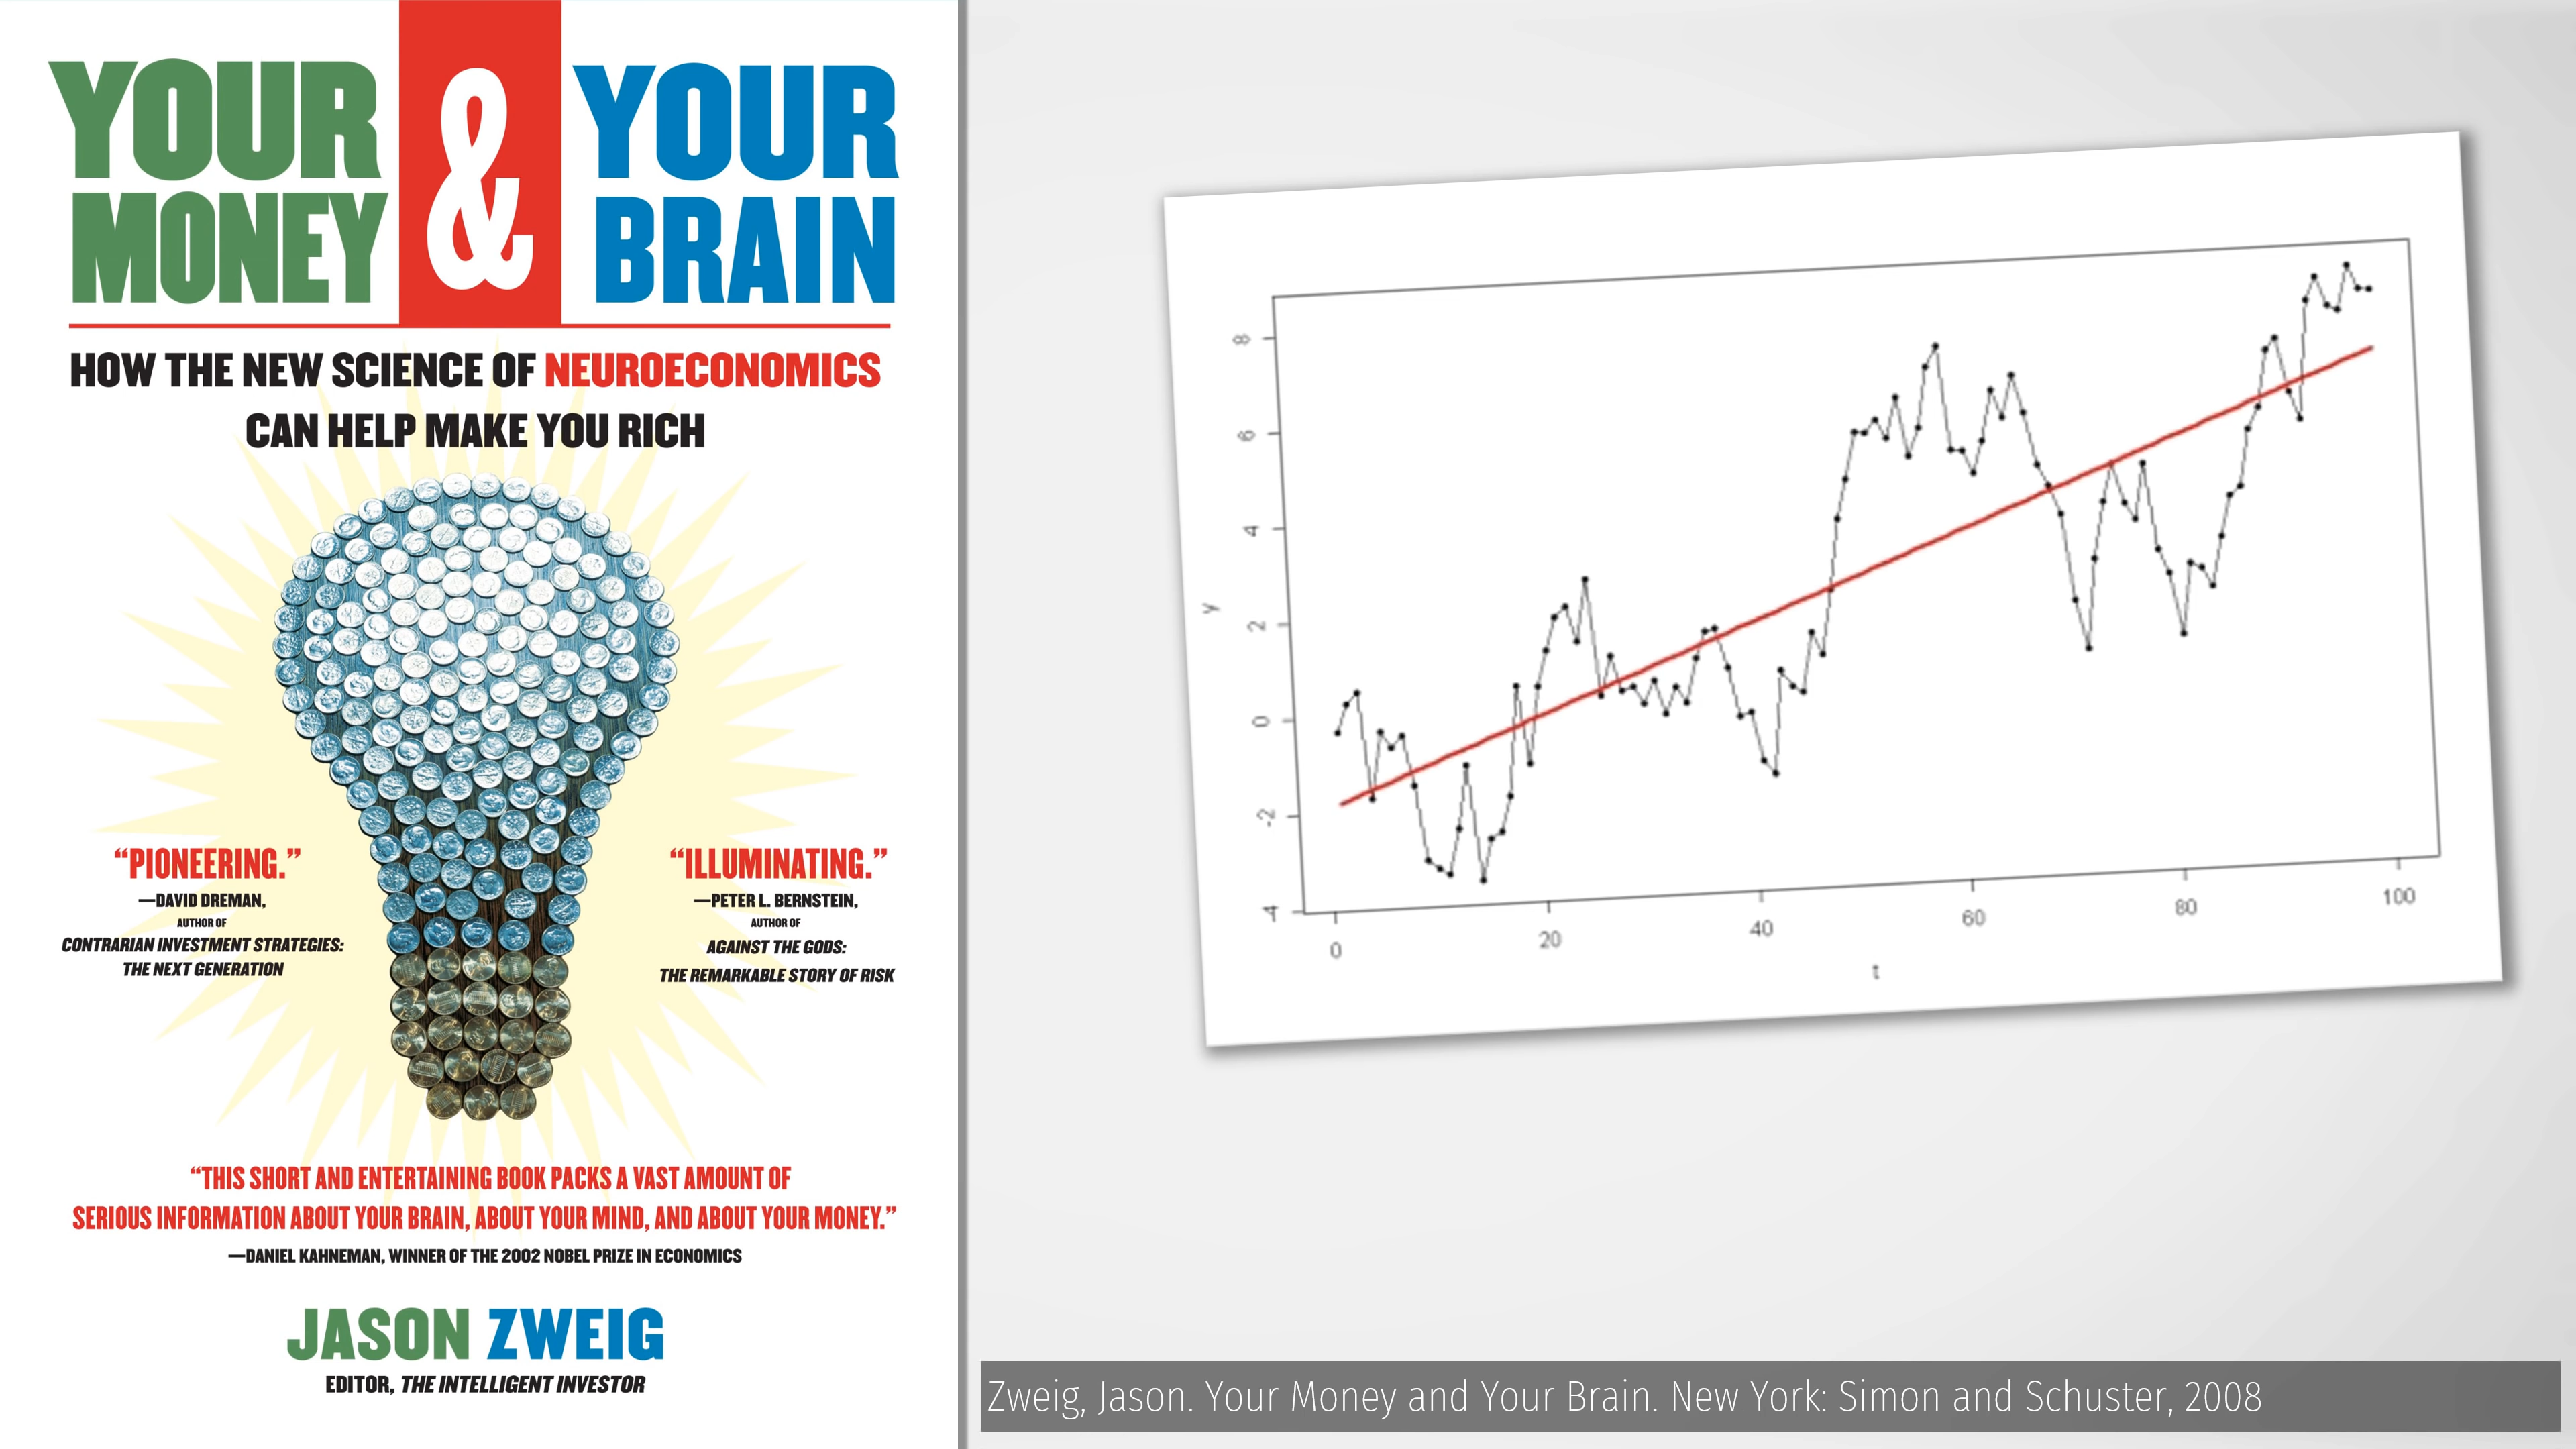 YOUR & YOUR
MONEY BRAIN
HOW THE NEW SCIENCE OF NEUROECONOMICS
CAN HELP MAKE YOU RICH
“PIONEERING.”
—DAVID DREMAN,
AUTHOR OF
CONTRARIAN INVESTMENT STRATEGIES:
THE NEXT GENERATION
“ILLUMINATING.”
—PETER L. BERNSTEIN,
AUTHOR OF
AGAINST THE GODS:
THE REMARKABLE STORY OF RISK
“THIS SHORT AND ENTERTAINING BOOK PACKS A VAST AMOUNT OF
SERIOUS INFORMATION ABOUT YOUR BRAIN, ABOUT YOUR MIND, AND ABOUT YOUR MONEY.”
—DANIEL KAHNEMAN, WINNER OF THE 2002 NOBEL PRIZE IN ECONOMICS
JASON ZWEIG
EDITOR, THE INTELLIGENT INVESTOR
8
6
4
2
0
-2
-4
y
0 20 40 60 80 100
t
Zweig, Jason. Your Money and Your Brain. New York: Simon and Schuster, 2008